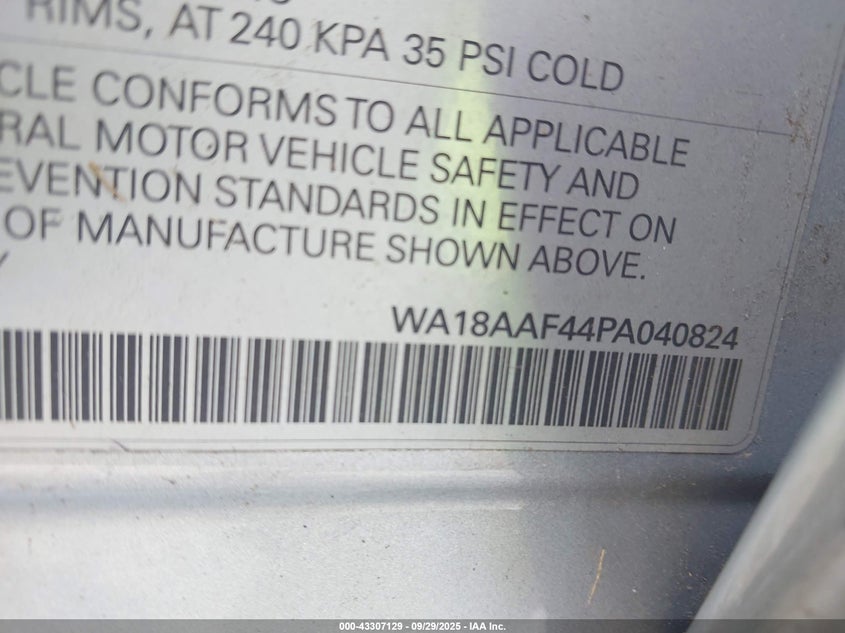 RIMS, AT 240 KPA 35 PSI COLD
CLE CONFORMS TO ALL APPLICABLE
RAL MOTOR VEHICLE SAFETY AND
EVENTION STANDARDS IN EFFECT ON
OF MANUFACTURE SHOWN ABOVE.
WA18AAF44PA040824
000-43307129 - 09/29/2025 - IAA Inc.